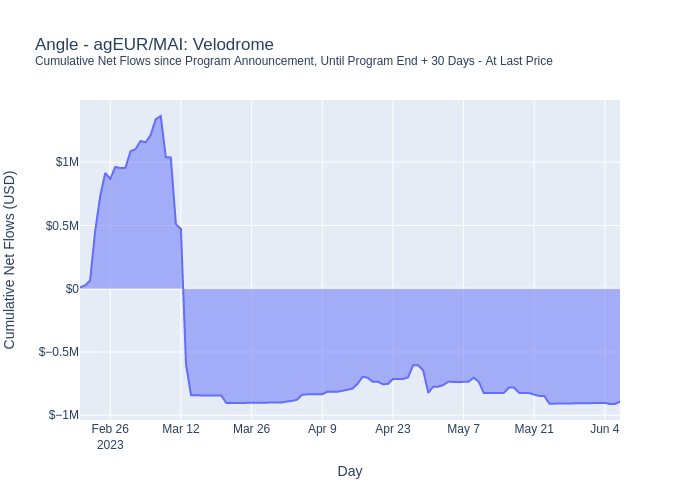 Angle - agEUR/MAI: Velodrome
Cumulative Net Flows since Program Announcement, Until Program End + 30 Days - At Last Price
Cumulative Net Flows (USD)
$1M
$0.5M
$0
$−0.5M
$−1M
Feb 26
2023
Mar 12
Mar 26
Apr 9
Apr 23
May 7
May 21
Jun 4
Day